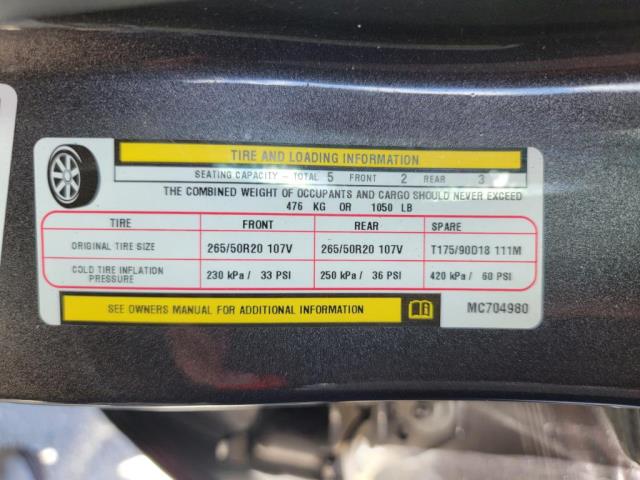 TIRE AND LOADING INFORMATION
SEATING CAPACITY – TOTAL 5 FRONT 2 REAR 3
THE COMBINED WEIGHT OF OCCUPANTS AND CARGO SHOULD NEVER EXCEED
476 KG OR 1050 LB
TIRE FRONT REAR SPARE
ORIGINAL TIRE SIZE 265/50R20 107V 265/50R20 107V T175/90D18 111M
COLD TIRE INFLATION PRESSURE 230 kPa / 33 PSI 250 kPa / 36 PSI 420 kPa / 60 PSI
SEE OWNERS MANUAL FOR ADDITIONAL INFORMATION
MC704980